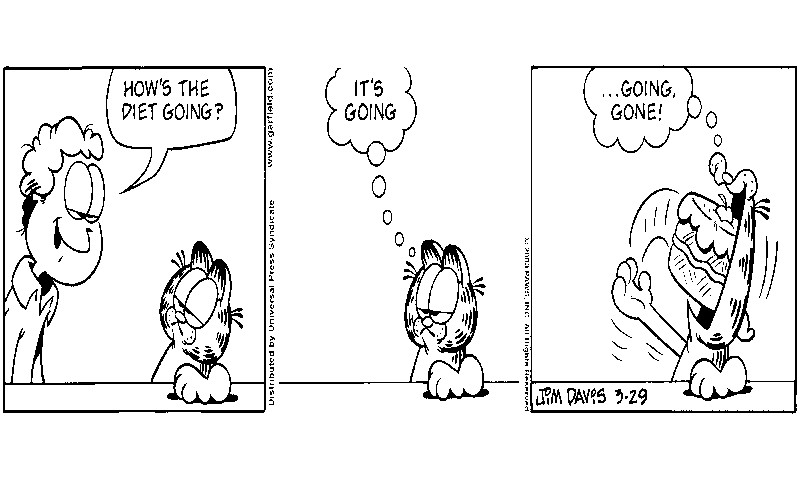 HOW'S THE
DIET GOING?
www.garfield.com
Distributed by Universal Press Syndicate
IT'S
GOING
...GOING,
GONE!
JIM DAVIS 3·29